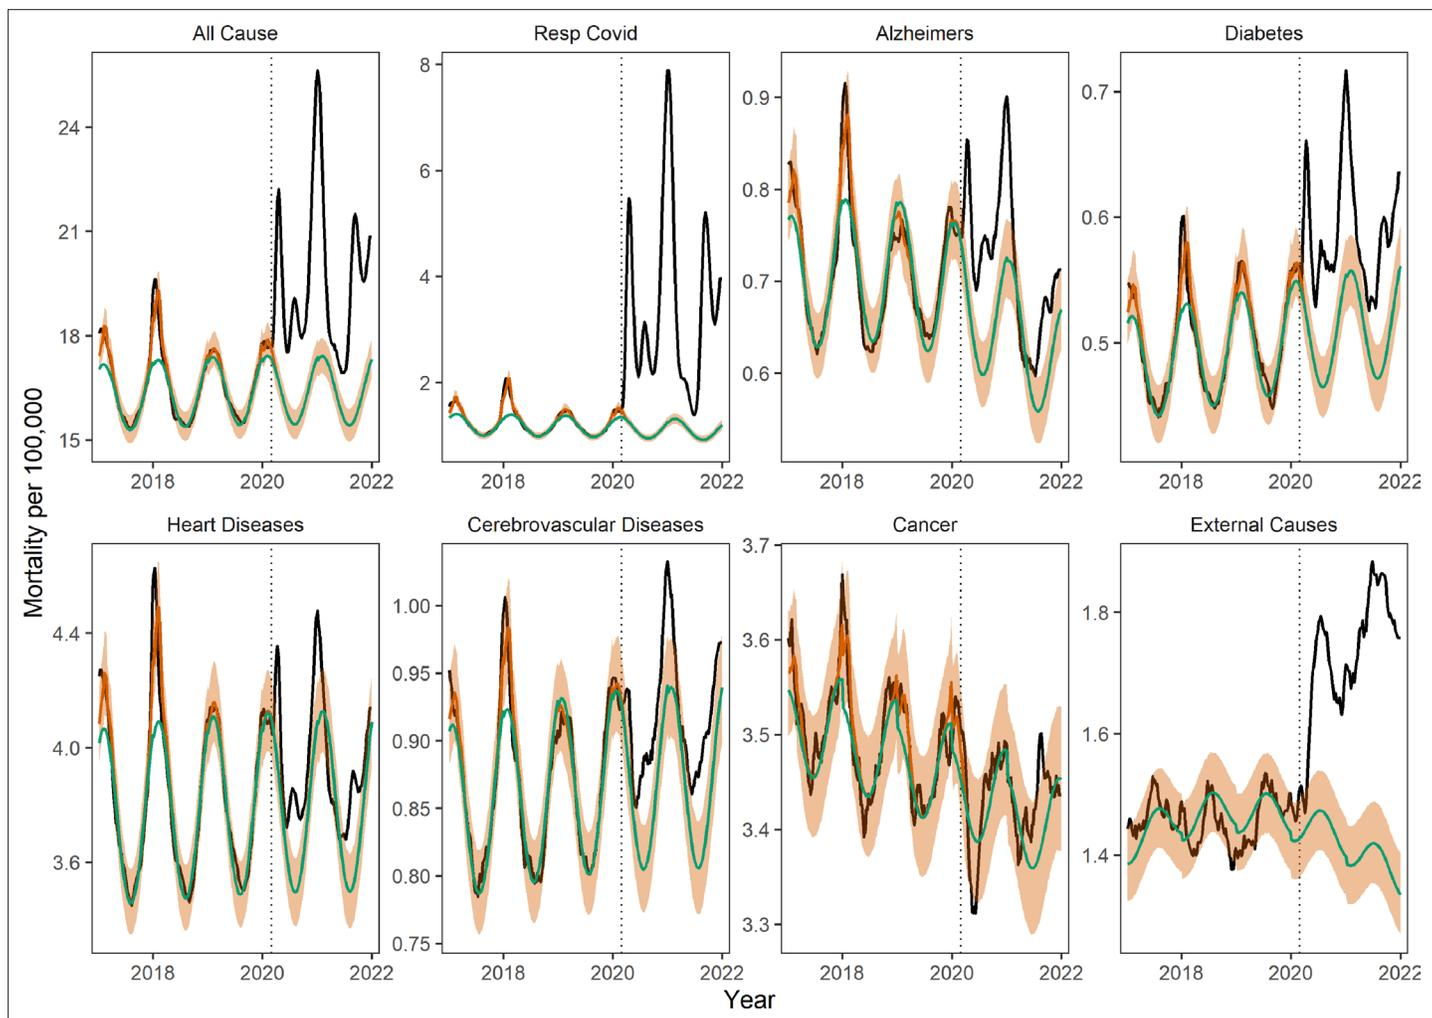 All Cause
Resp Covid
Alzheimers
Diabetes
24
21
18
15
8
6
4
2
0.9
0.8
0.7
0.6
0.7
0.6
0.5
2018 2020 2022
2018 2020 2022
2018 2020 2022
2018 2020 2022
Mortality per 100,000
Heart Diseases
Cerebrovascular Diseases
Cancer
External Causes
4.4
4.0
3.6
1.00
0.95
0.90
0.85
0.80
0.75
3.7
3.6
3.5
3.4
3.3
1.8
1.6
1.4
2018 2020 2022
2018 2020 2022
2018 2020 2022
2018 2020 2022
Year